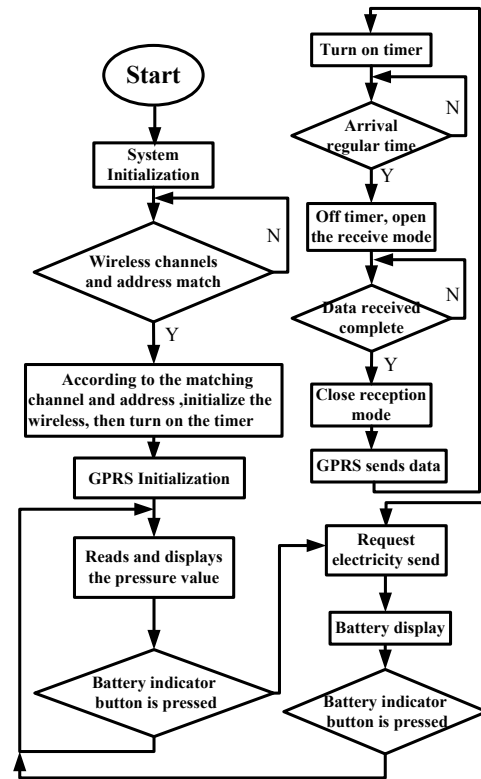 Start
System
Initialization
N
Wireless channels
and address match
Y
According to the matching
channel and address ,initialize the
wireless, then turn on the timer
GPRS Initialization
Reads and displays
the pressure value
Battery indicator
button is pressed
Turn on timer
N
Arrival
regular time
Y
Off timer, open
the receive mode
N
Data received
complete
Y
Close reception
mode
GPRS sends data
Request
electricity send
Battery display
Battery indicator
button is pressed